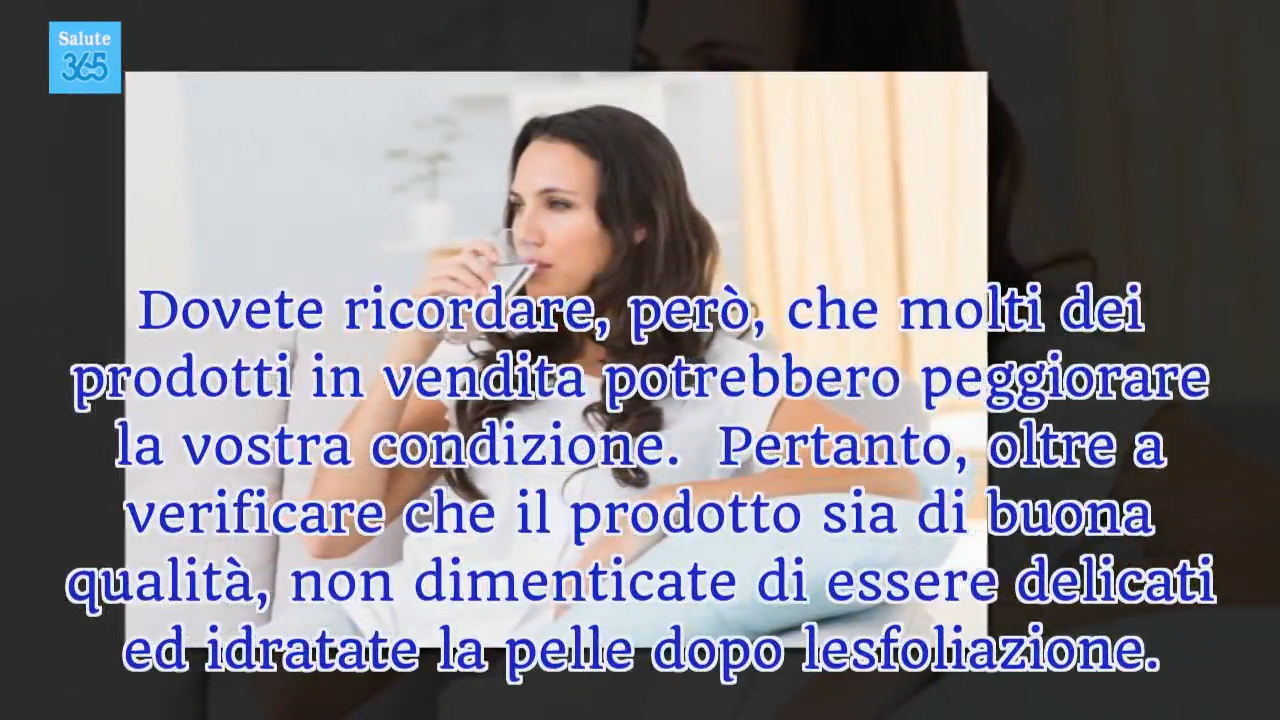 Salute
365
Dovete ricordare, però, che molti dei
prodotti in vendita potrebbero peggiorare
la vostra condizione. Pertanto, oltre a
verificare che il prodotto sia di buona
qualità, non dimenticate di essere delicati
ed idratate la pelle dopo lesfoliazione.